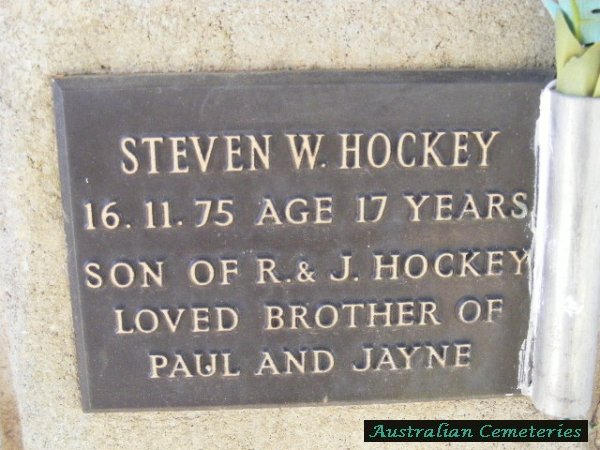 STEVEN W. HOCKEY
16.11.75 AGE 17 YEARS
SON OF R.& J. HOCKEY
LOVED BROTHER OF
PAUL AND JAYNE
Australian Cemeteries